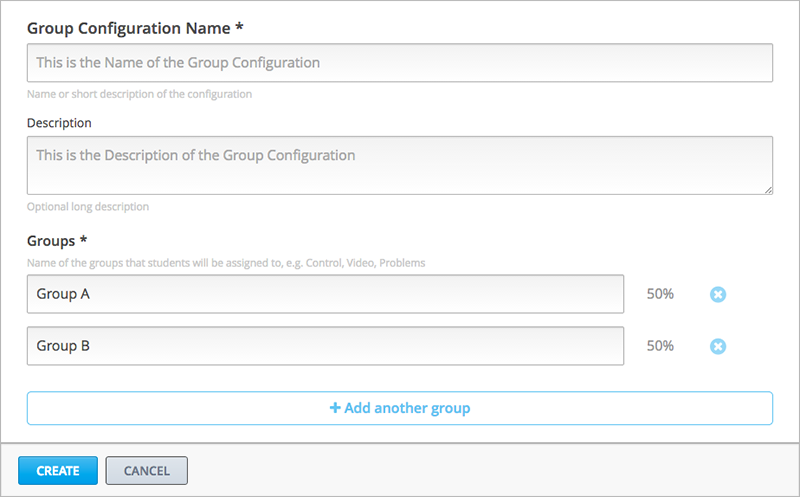 Group Configuration Name *
This is the Name of the Group Configuration
Name or short description of the configuration
Description
This is the Description of the Group Configuration
Optional long description
Groups *
Name of the groups that students will be assigned to, e.g. Control, Video, Problems
Group A 50%
Group B 50%
+ Add another group
CREATE CANCEL